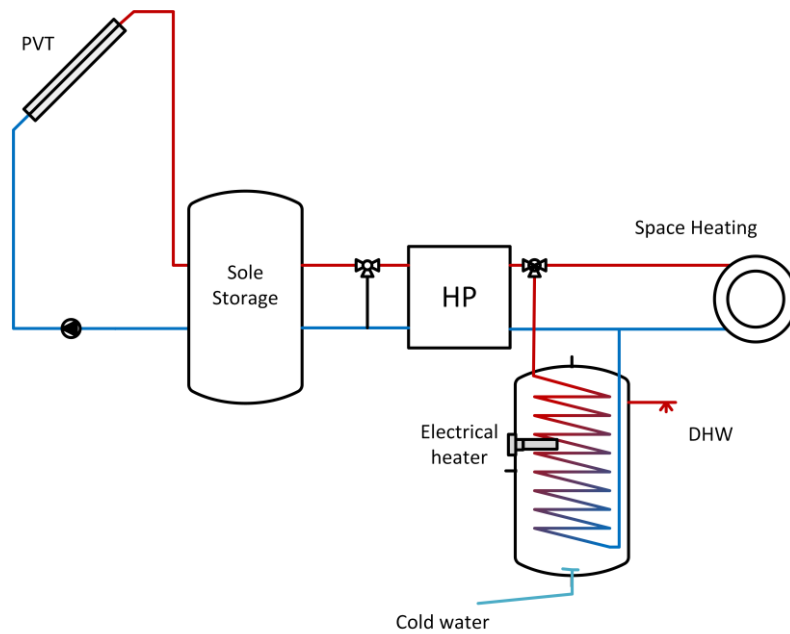 PVT
Space Heating
Sole
Storage
HP
Electrical
heater
DHW
Cold water